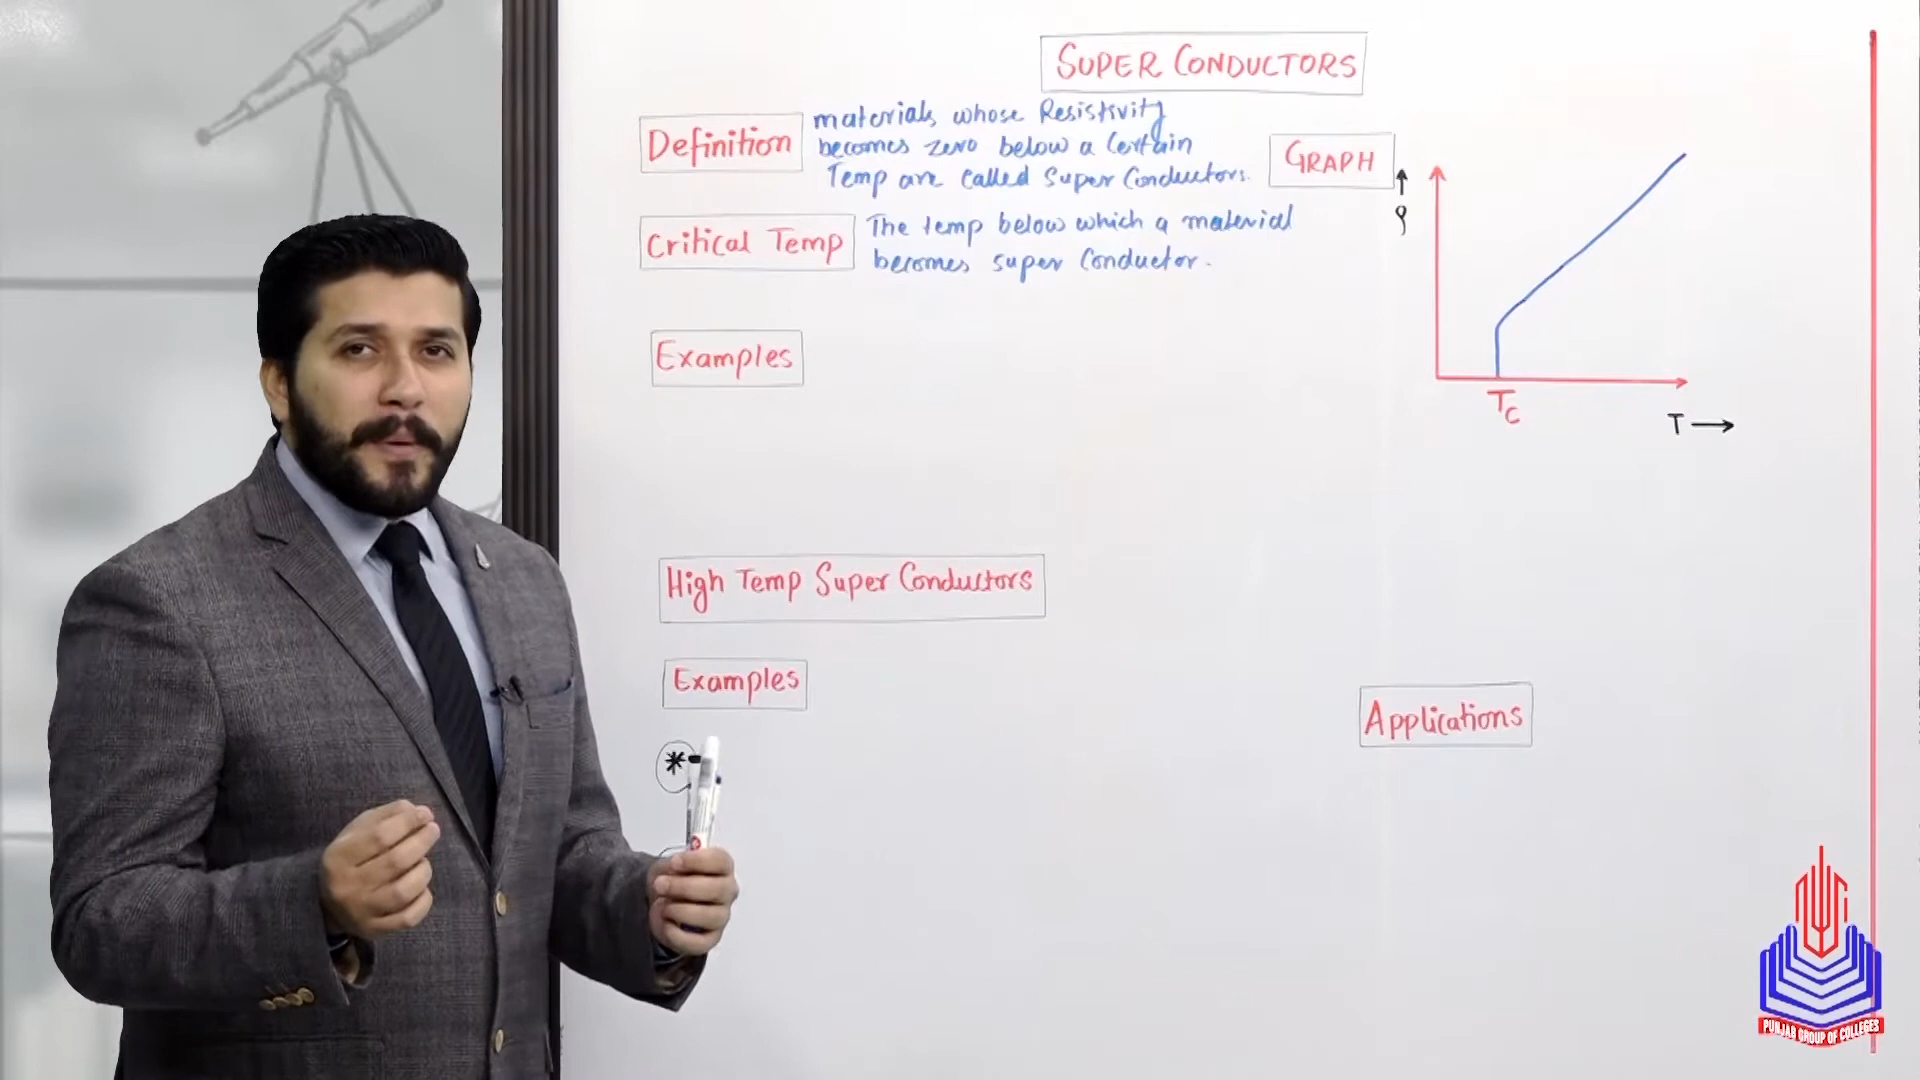 SUPER CONDUCTORS
Definition
materials whose Resistivity
becomes zero below a Certain
Temp are called Super Conductors.
GRAPH
ρ
Critical Temp
The temp below which a material
becomes super Conductor.
Tc
T
Examples
High Temp Super Conductors
Examples
Applications
*
PUNJAB GROUP OF COLLEGES